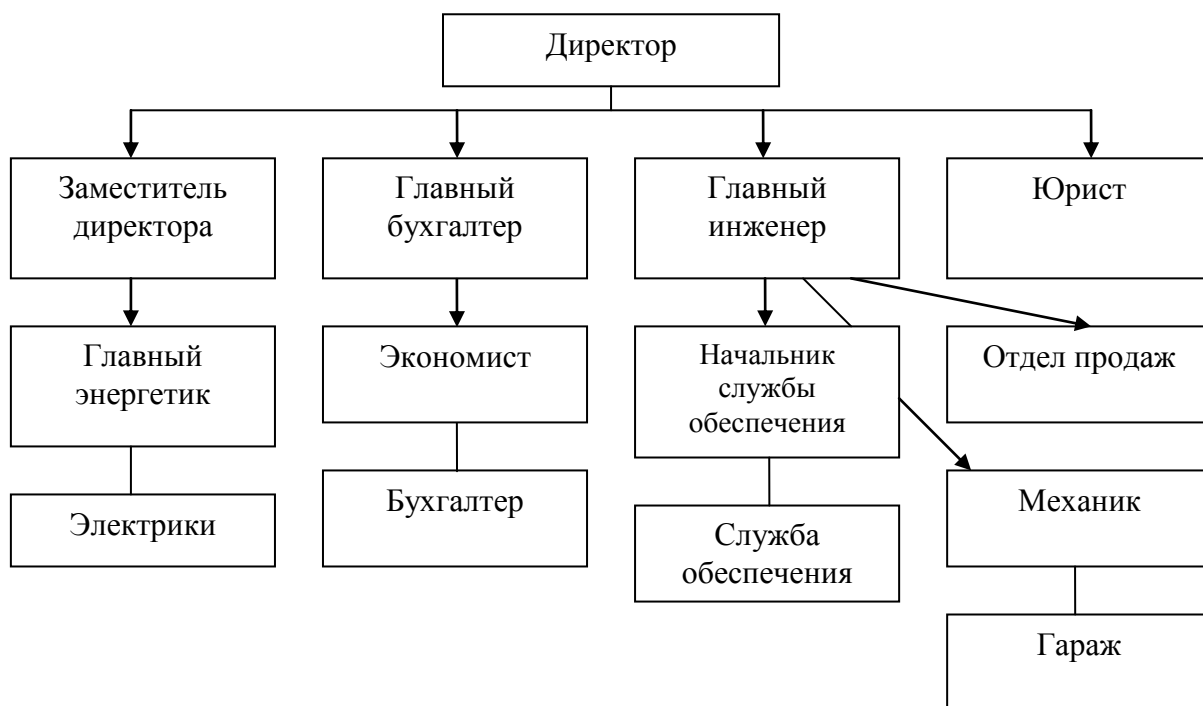 Директор
Заместитель
директора
Главный
бухгалтер
Главный
инженер
Юрист
Главный
энергетик
Экономист
Начальник
службы
обеспечения
Отдел продаж
Электрики
Бухгалтер
Служба
обеспечения
Механик
Гараж